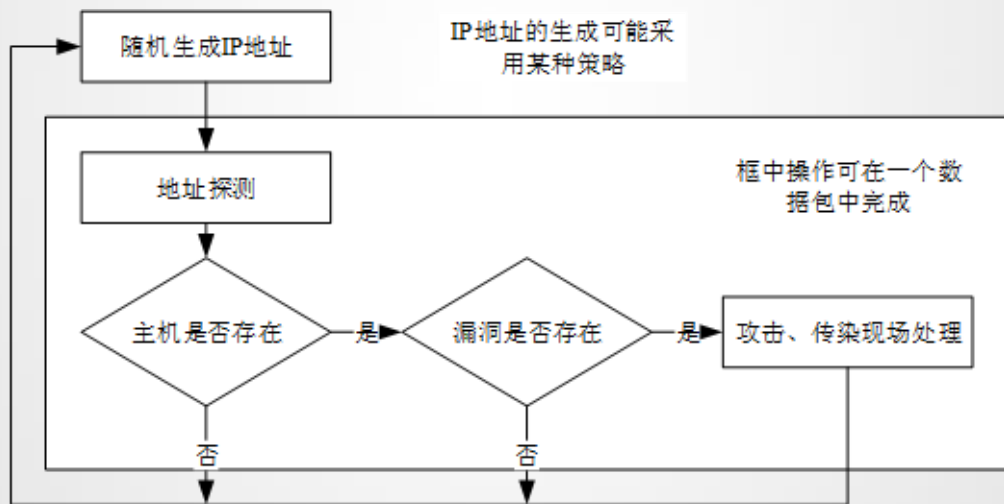 随机生成IP地址
IP地址的生成可能采
用某种策略
地址探测
框中操作可在一个数
据包中完成
主机是否存在
是
漏洞是否存在
是
攻击、传染现场处理
否
否